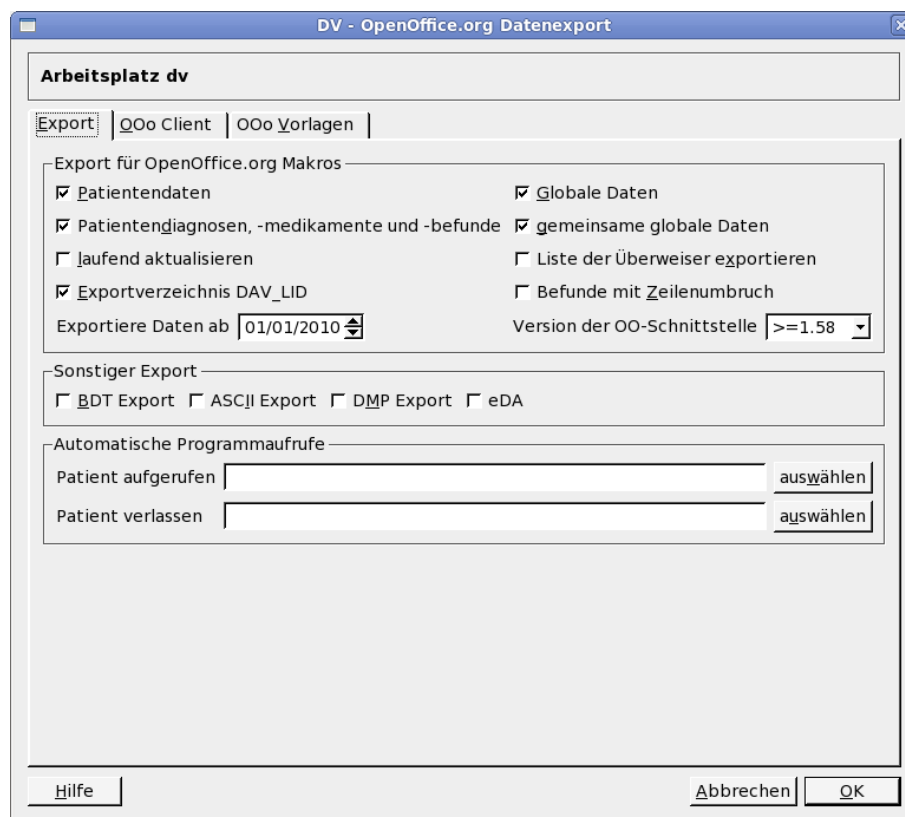 DV - OpenOffice.org Datenexport
Arbeitsplatz dv
Export OOo Client OOo Vorlagen
Export für OpenOffice.org Makros
Patientendaten Globale Daten
Patientendiagnosen, -medikamente und -befunde gemeinsame globale Daten
laufend aktualisieren Liste der Überweiser exportieren
Exportverzeichnis DAV_LID Befunde mit Zeilenumbruch
Exportiere Daten ab 01/01/2010 Version der OO-Schnittstelle >=1.58
Sonstiger Export
BDT Export ASCII Export DMP Export eDA
Automatische Programmaufrufe
Patient aufgerufen auswählen
Patient verlassen auswählen
Hilfe Abbrechen OK